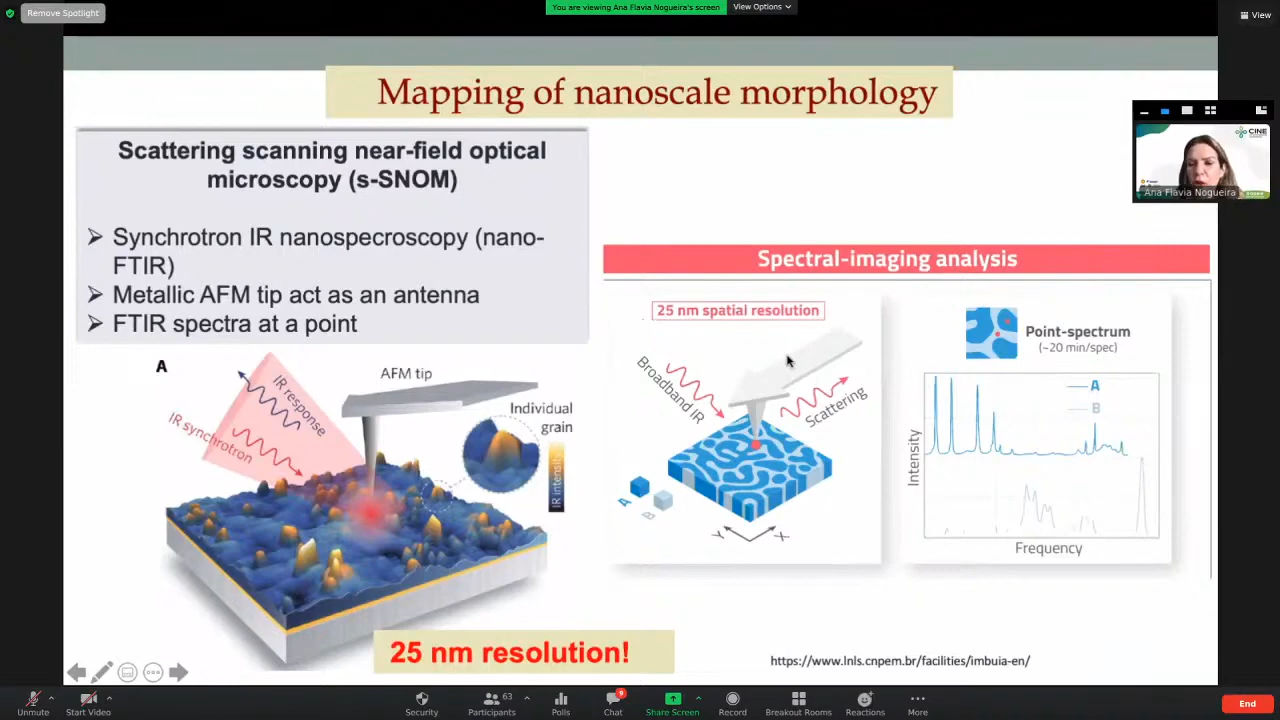 Remove Spotlight
You are viewing Ana Flavia Nogueira's screen
View Options
View
Mapping of nanoscale morphology
Scattering scanning near-field optical
microscopy (s-SNOM)
➢ Synchrotron IR nanospecroscopy (nano-
FTIR)
➢ Metallic AFM tip act as an antenna
➢ FTIR spectra at a point
CINE
Ana Flavia Nogueira
Spectral-imaging analysis
25 nm spatial resolution
Broadband IR
Scattering
A
B
Y
X
Point-spectrum
(~20 min/spec)
A
B
Intensity
Frequency
A
AFM tip
IR response
IR synchrotron
Individual
grain
IR intensity
25 nm resolution!
https://www.lnls.cnpem.br/facilities/imbuia-en/
Unmute
Start Video
Security
63
Participants
Polls
9
Chat
Share Screen
Record
Breakout Rooms
Reactions
More
End